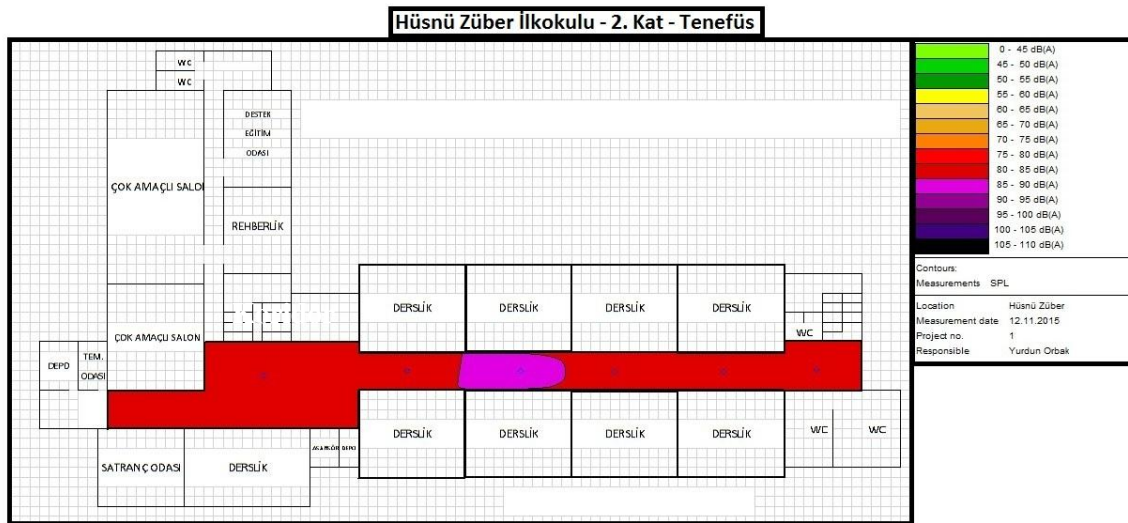 Hüsnü Züber İlkokulu - 2. Kat - Tenefüs
WC
WC
DESTEK
EĞİTİM
ODASI
ÇOK AMAÇLI SALON
REHBERLİK
DERSLİK
DERSLİK
DERSLİK
DERSLİK
WC
ÇOK AMAÇLI SALON
DEPO
TEM.
ODASI
DERSLİK
DERSLİK
DERSLİK
DERSLİK
WC
WC
SATRANÇ ODASI
DERSLİK
DEPO
0 - 45 dB(A)
45 - 50 dB(A)
50 - 55 dB(A)
55 - 60 dB(A)
60 - 65 dB(A)
65 - 70 dB(A)
70 - 75 dB(A)
75 - 80 dB(A)
80 - 85 dB(A)
85 - 90 dB(A)
90 - 95 dB(A)
95 - 100 dB(A)
100 - 105 dB(A)
105 - 110 dB(A)
Contours:
Measurements SPL
Location Hüsnü Züber
Measurement date 12.11.2015
Project no. 1
Responsible Yurdun Orbak